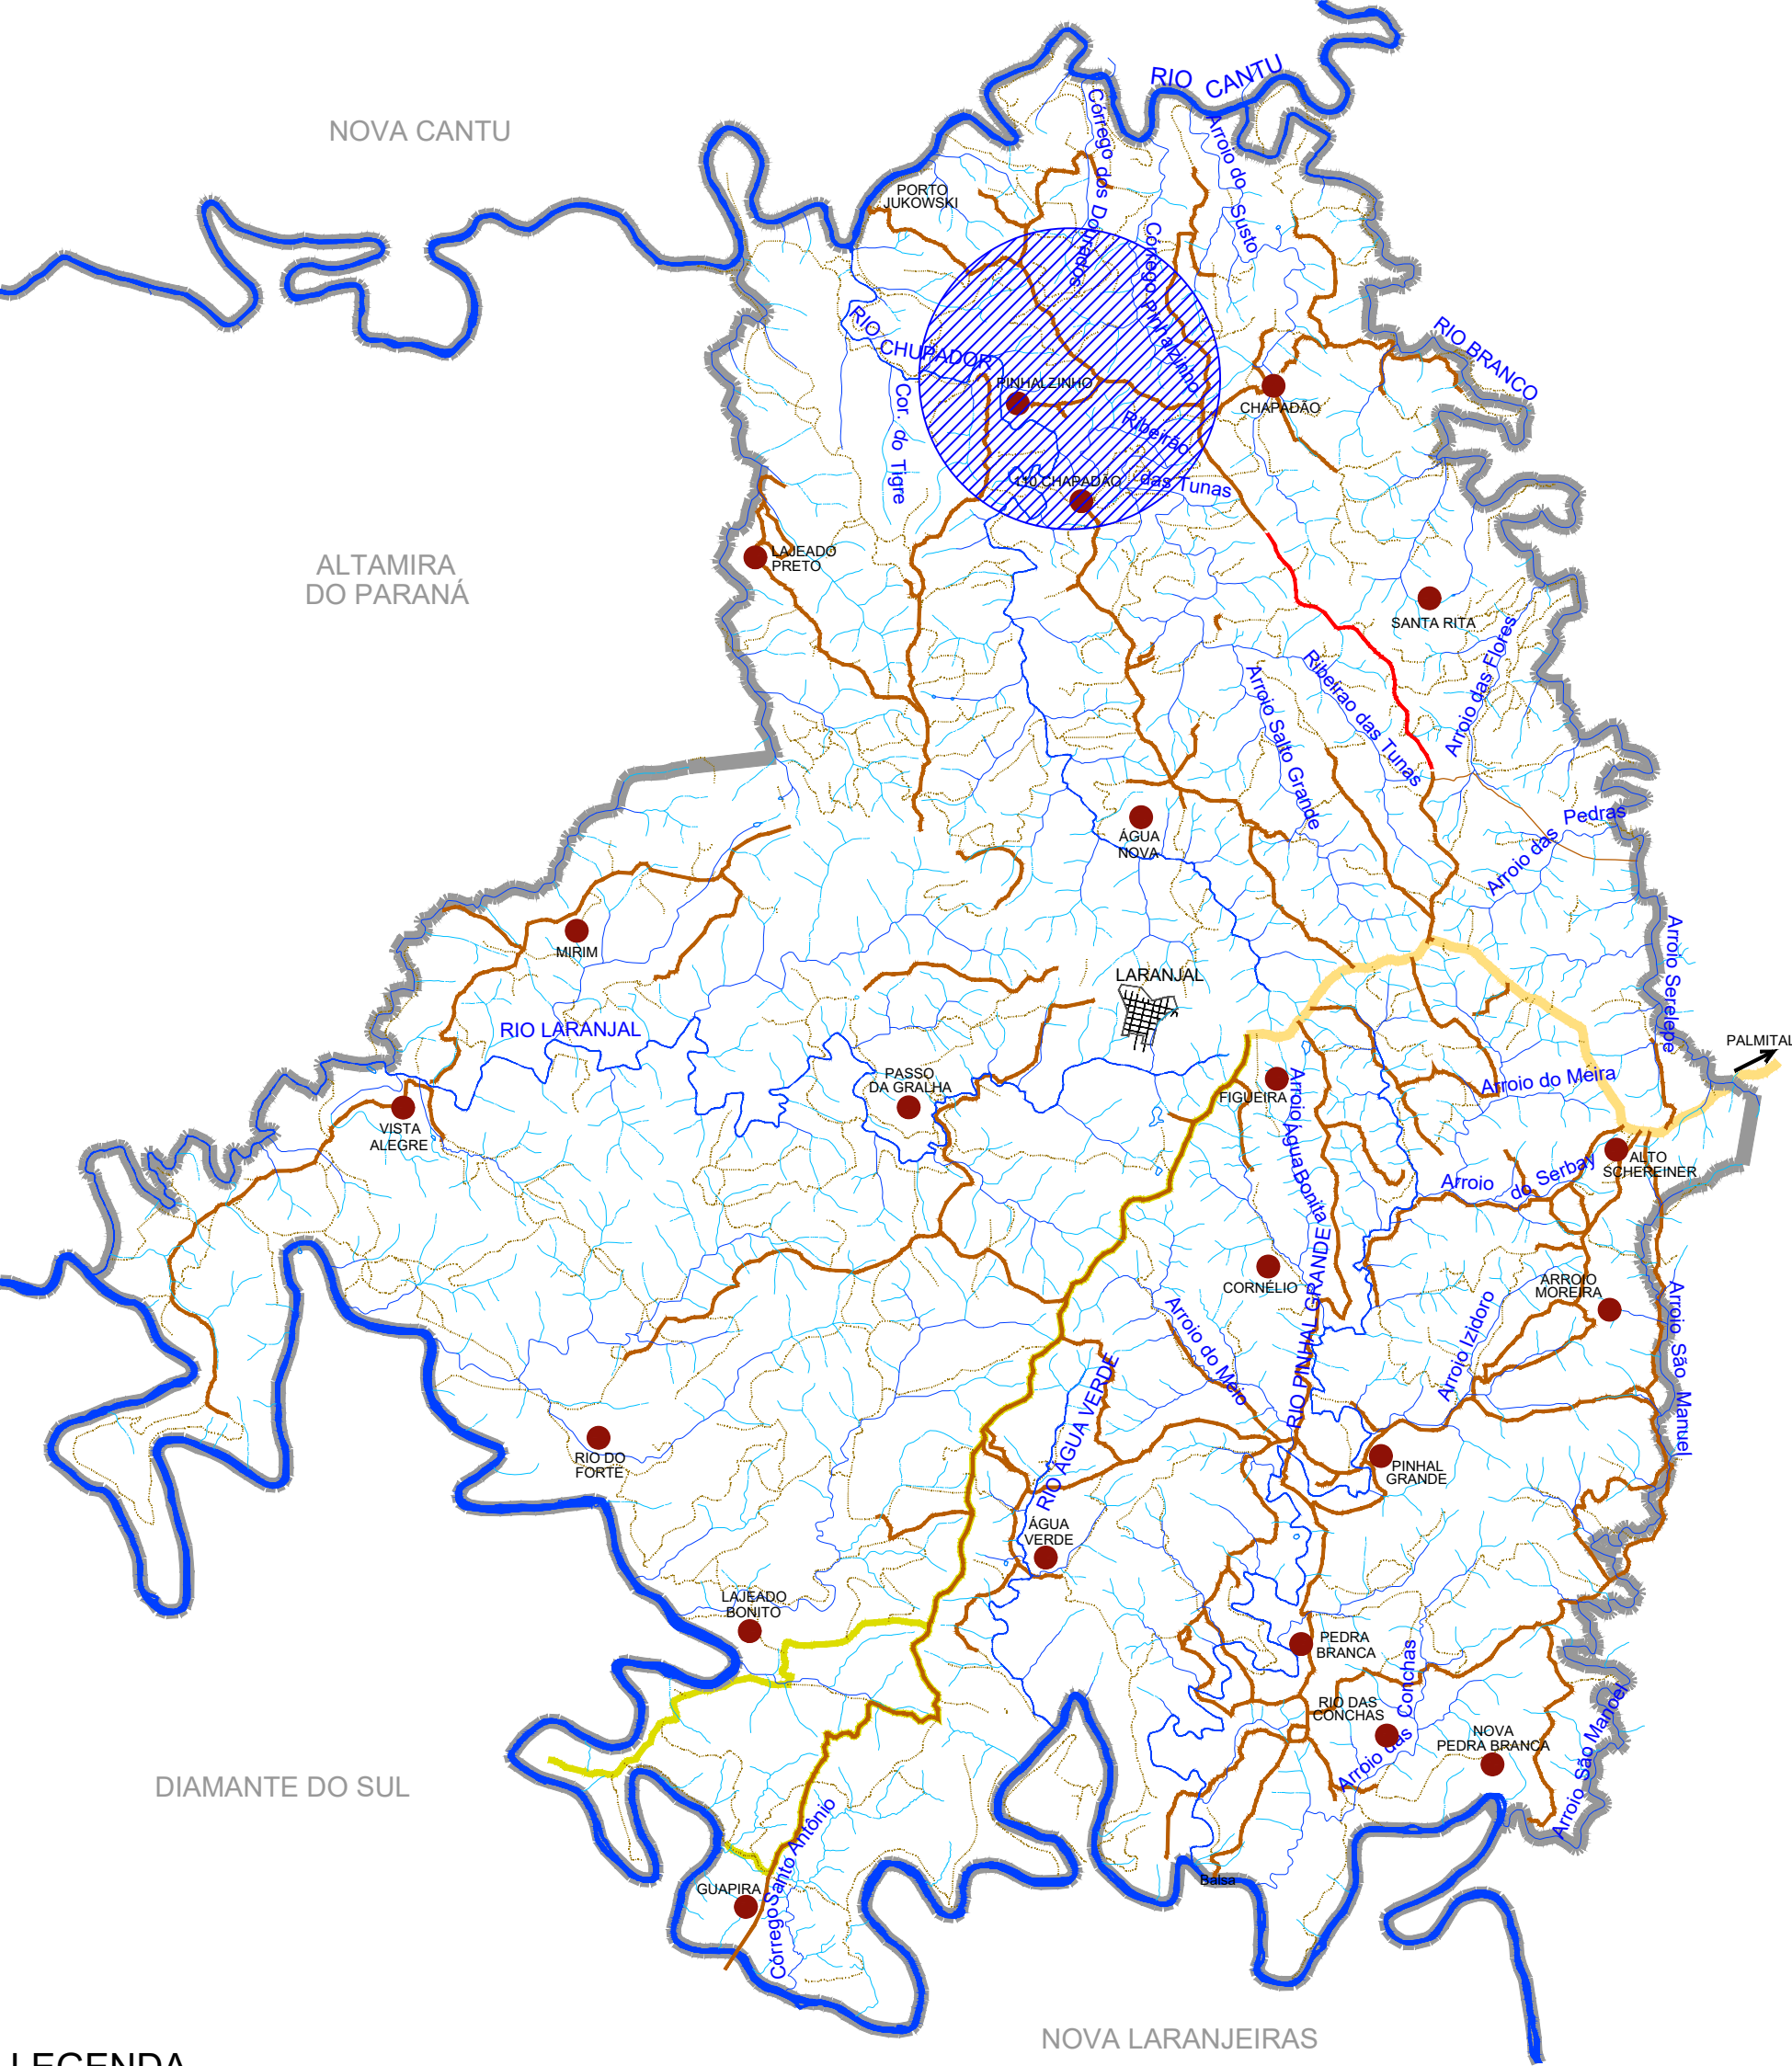 RIO CANTU
NOVA CANTU
Córrego dos Dourados
Arroio do Susto
PORTO
JUKOWSKI
Córrego Pinhalzinho
RIO CHUPADOR
RIO BRANCO
PINHALZINHO
CHAPADÃO
Cor. do Tigre
Ribeirão das Tunas
110 CHAPADÃO
LAJEADO
PRETO
ALTAMIRA
DO PARANÁ
SANTA RITA
Arroio das Flores
Ribeirao das Tunas
Arroio Salto Grande
Arroio das Pedras
ÁGUA
NOVA
MIRIM
Arroio Serelepe
LARANJAL
RIO LARANJAL
PALMITAL
PASSO
DA GRALHA
FIGUEIRA
Arroio do Meira
Arroio ÁguaBonita
VISTA
ALEGRE
ALTO
SCHEREINER
Arroio do Serbay
CORNÉLIO
ARROIO
MOREIRA
Arroio do Meio
RIO PINHAL GRANDE
Arroio Izidoro
Arroio São Manuel
RIO ÁGUA VERDE
RIO DO
FORTE
PINHAL
GRANDE
ÁGUA
VERDE
LAJEADO
BONITO
PEDRA
BRANCA
RIO DAS
CONCHAS
Arroio das Conchas
NOVA
PEDRA BRANCA
Arroio São Manoel
DIAMANTE DO SUL
Córrego Santo Antônio
GUAPIRA
Balsa
NOVA LARANJEIRAS
LEGENDA